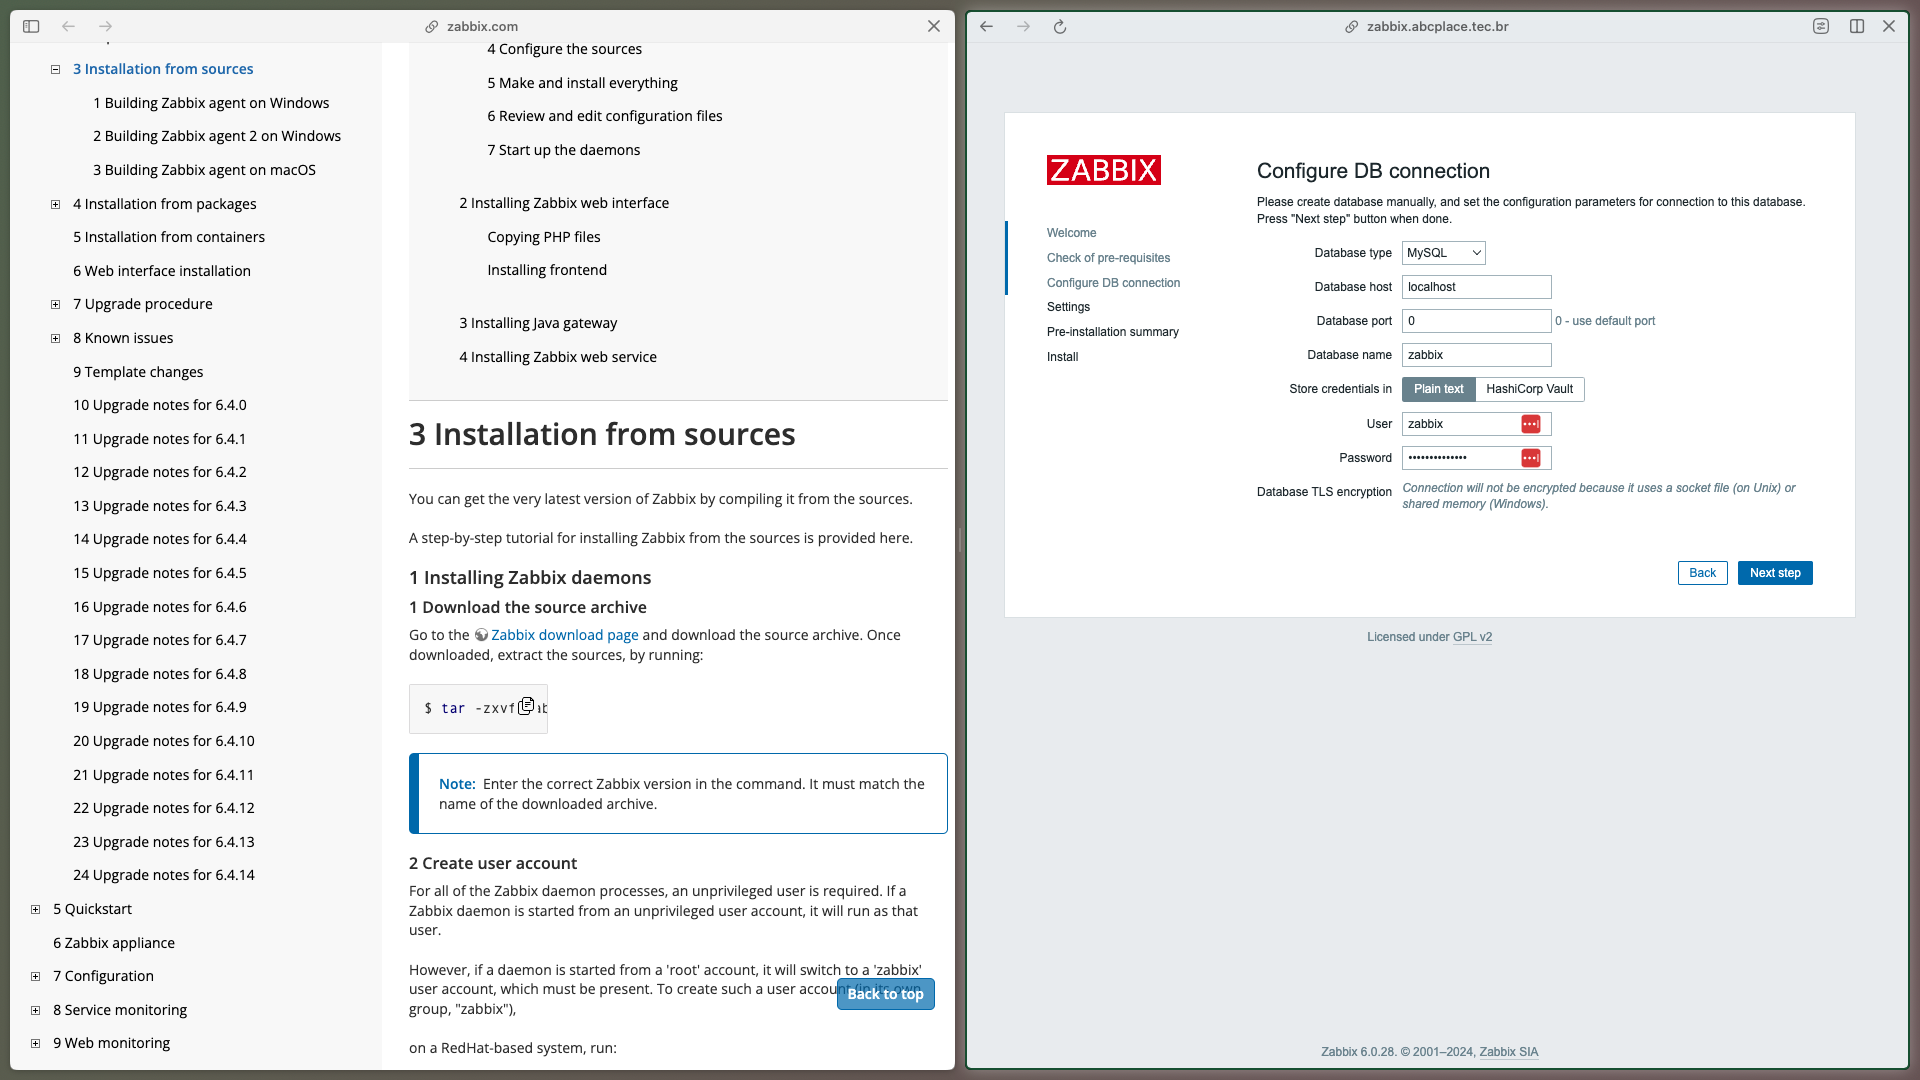 zabbix.com
3 Installation from sources
1 Building Zabbix agent on Windows
2 Building Zabbix agent 2 on Windows
3 Building Zabbix agent on macOS
4 Installation from packages
5 Installation from containers
6 Web interface installation
7 Upgrade procedure
8 Known issues
9 Template changes
10 Upgrade notes for 6.4.0
11 Upgrade notes for 6.4.1
12 Upgrade notes for 6.4.2
13 Upgrade notes for 6.4.3
14 Upgrade notes for 6.4.4
15 Upgrade notes for 6.4.5
16 Upgrade notes for 6.4.6
17 Upgrade notes for 6.4.7
18 Upgrade notes for 6.4.8
19 Upgrade notes for 6.4.9
20 Upgrade notes for 6.4.10
21 Upgrade notes for 6.4.11
22 Upgrade notes for 6.4.12
23 Upgrade notes for 6.4.13
24 Upgrade notes for 6.4.14
5 Quickstart
6 Zabbix appliance
7 Configuration
8 Service monitoring
9 Web monitoring
4 Configure the sources
5 Make and install everything
6 Review and edit configuration files
7 Start up the daemons
2 Installing Zabbix web interface
Copying PHP files
Installing frontend
3 Installing Java gateway
4 Installing Zabbix web service
3 Installation from sources
You can get the very latest version of Zabbix by compiling it from the sources.
A step-by-step tutorial for installing Zabbix from the sources is provided here.
1 Installing Zabbix daemons
1 Download the source archive
Go to the Zabbix download page and download the source archive. Once
downloaded, extract the sources, by running:
$ tar -zxvf
Note: Enter the correct Zabbix version in the command. It must match the
name of the downloaded archive.
2 Create user account
For all of the Zabbix daemon processes, an unprivileged user is required. If a
Zabbix daemon is started from an unprivileged user account, it will run as that
user.
However, if a daemon is started from a 'root' account, it will switch to a 'zabbix'
user account, which must be present. To create such a user account (in its own
group, "zabbix"),
Back to top
on a RedHat-based system, run:
zabbix.abcplace.tec.br
ZABBIX
Welcome
Check of pre-requisites
Configure DB connection
Settings
Pre-installation summary
Install
Configure DB connection
Please create database manually, and set the configuration parameters for connection to this database.
Press "Next step" button when done.
Database type MySQL
Database host localhost
Database port 0 0 - use default port
Database name zabbix
Store credentials in Plain text HashiCorp Vault
User zabbix
Password ••••••••••••••
Database TLS encryption Connection will not be encrypted because it uses a socket file (on Unix) or
shared memory (Windows).
Back Next step
Licensed under GPL v2
Zabbix 6.0.28. © 2001–2024, Zabbix SIA